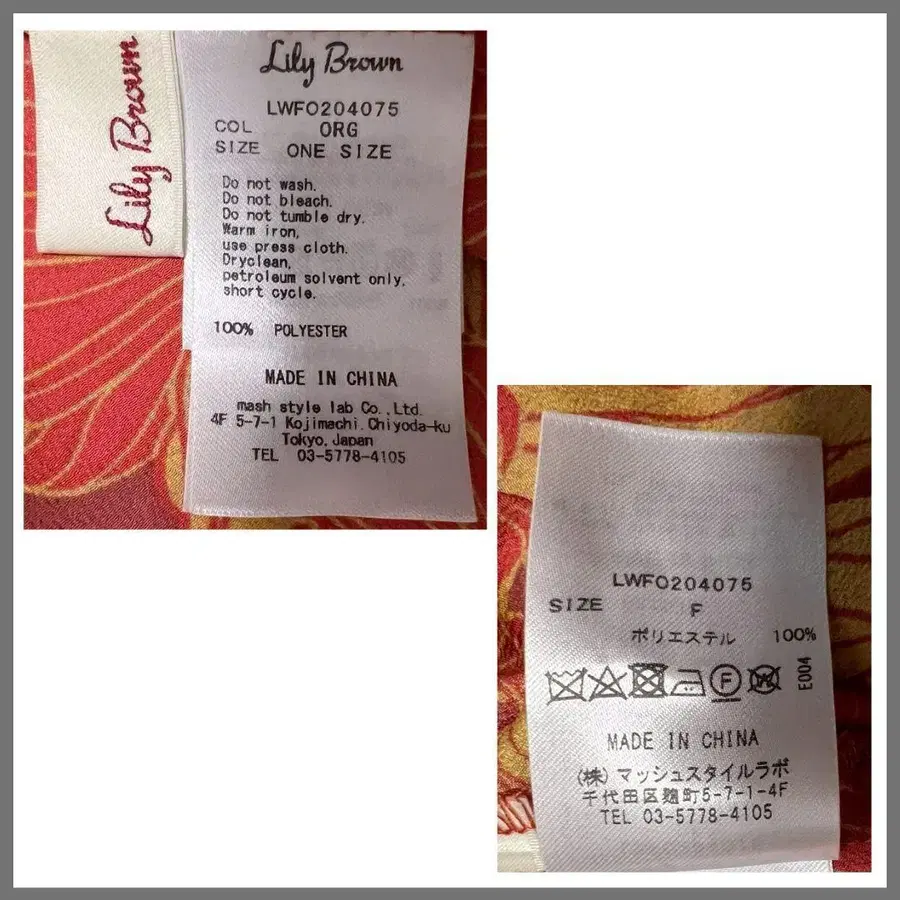 Lily Brown
Lily Brown
LWFO204075
COL ORG
SIZE ONE SIZE
Do not wash.
Do not bleach.
Do not tumble dry.
Warm iron,
use press cloth.
Dryclean,
petroleum solvent only,
short cycle.
100% POLYESTER
MADE IN CHINA
mash style lab Co.,Ltd.
4F 5-7-1 Kojimachi,Chiyoda-ku
Tokyo,Japan
TEL 03-5778-4105
LWFO204075
SIZE F
ポリエステル 100%
F W E004
MADE IN CHINA
(株)マッシュスタイルラボ
千代田区麹町5-7-1-4F
TEL 03-5778-4105